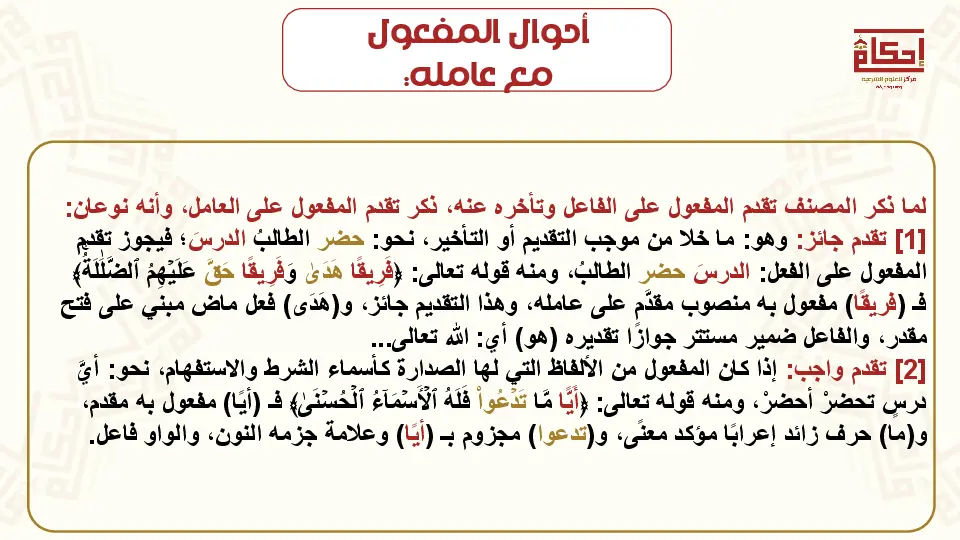 أحوال المفعول
مع عامله:
إحكام
مركز للعلوم الشرعية
لما ذكر المصنف تقدم المفعول على الفاعل وتأخره عنه، ذكر تقدم المفعول على العامل، وأنه نوعان:
[1] تقدم جائز: وهو: ما خلا من موجب التقديم أو التأخير، نحو: حضر الطالبُ الدرسَ؛ فيجوز تقدم
المفعول على الفعل: الدرسَ حضر الطالبُ، ومنه قوله تعالى: ﴿فَرِيقًا هَدَىٰ وَفَرِيقًا حَقَّ عَلَيۡهِمُ ٱلضَّلَٰلَةُۚ﴾
فـ (فريقًا) مفعول به منصوب مقدَّم على عامله، وهذا التقديم جائز، و(هَدَى) فعل ماض مبني على فتح
مقدر، والفاعل ضمير مستتر جوازًا تقديره (هو) أي: الله تعالى...
[2] تقدم واجب: إذا كان المفعول من الألفاظ التي لها الصدارة كأسماء الشرط والاستفهام، نحو: أيَّ
درسٍ تحضرْ أحضرْ، ومنه قوله تعالى: ﴿أَيّٗا مَّا تَدۡعُواْ فَلَهُ ٱلۡأَسۡمَآءُ ٱلۡحُسۡنَىٰ﴾ فـ (أيًا) مفعول به مقدم،
و(ما) حرف زائد إعرابًا مؤكد معنًى، و(تدعوا) مجزوم بـ (أيًا) وعلامة جزمه النون، والواو فاعل.